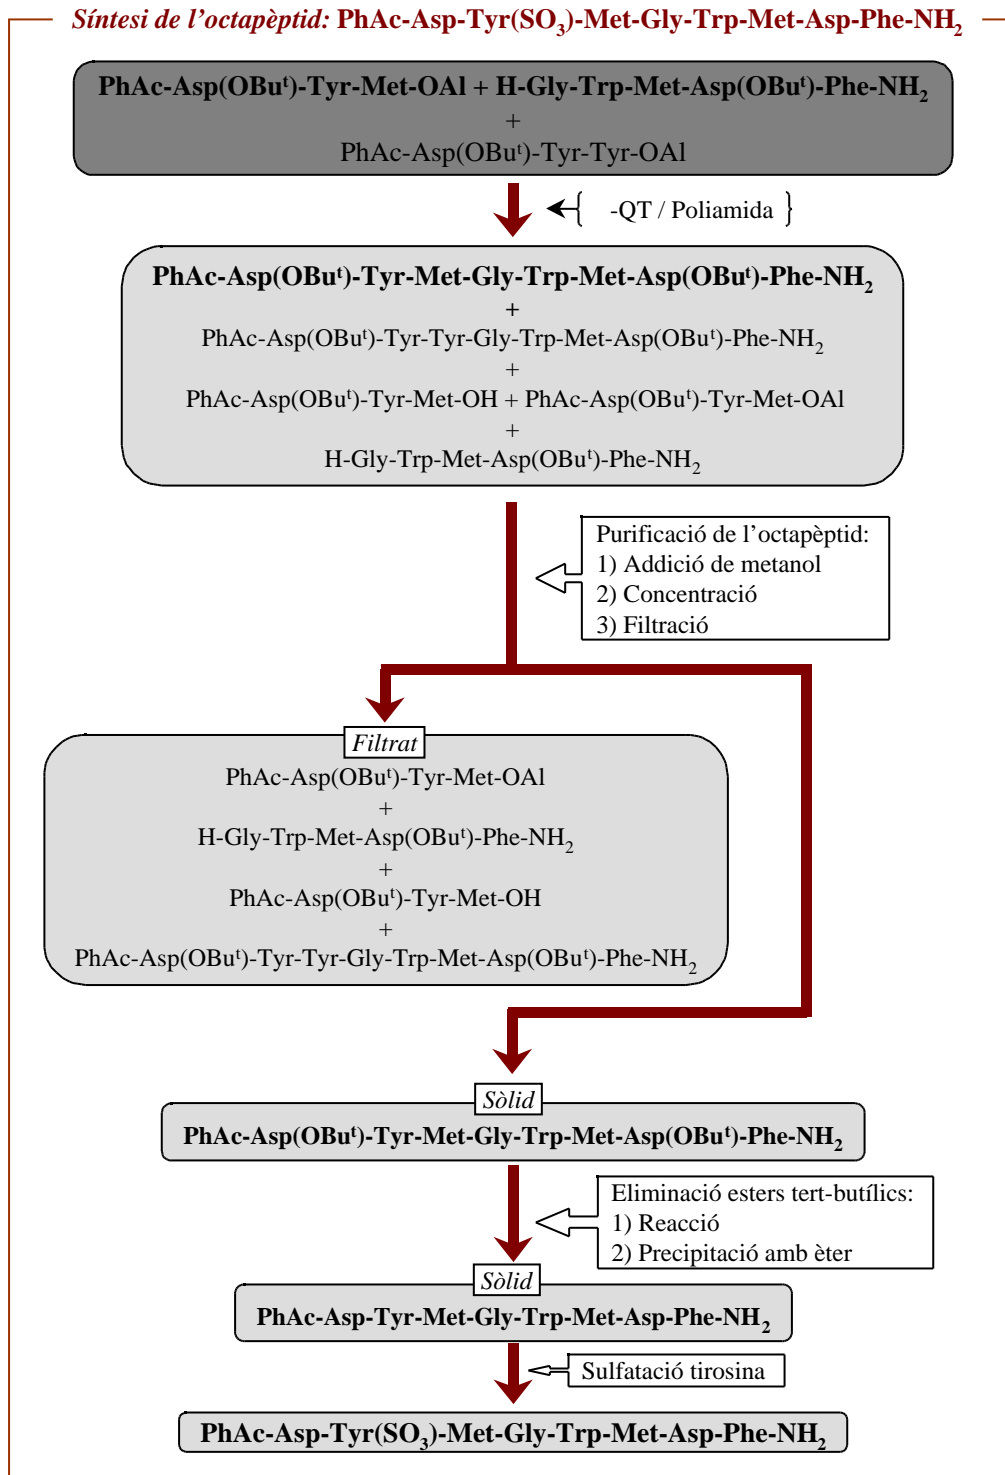 Síntesi de l’octapèptid: PhAc-Asp-Tyr(SO₃)-Met-Gly-Trp-Met-Asp-Phe-NH₂
PhAc-Asp(OBuᵗ)-Tyr-Met-OAl + H-Gly-Trp-Met-Asp(OBuᵗ)-Phe-NH₂
+
PhAc-Asp(OBuᵗ)-Tyr-Tyr-OAl
-QT / Poliamida
PhAc-Asp(OBuᵗ)-Tyr-Met-Gly-Trp-Met-Asp(OBuᵗ)-Phe-NH₂
+
PhAc-Asp(OBuᵗ)-Tyr-Tyr-Gly-Trp-Met-Asp(OBuᵗ)-Phe-NH₂
+
PhAc-Asp(OBuᵗ)-Tyr-Met-OH + PhAc-Asp(OBuᵗ)-Tyr-Met-OAl
+
H-Gly-Trp-Met-Asp(OBuᵗ)-Phe-NH₂
Purificació de l’octapèptid:
1) Addició de metanol
2) Concentració
3) Filtració
Filtrat
PhAc-Asp(OBuᵗ)-Tyr-Met-OAl
+
H-Gly-Trp-Met-Asp(OBuᵗ)-Phe-NH₂
+
PhAc-Asp(OBuᵗ)-Tyr-Met-OH
+
PhAc-Asp(OBuᵗ)-Tyr-Tyr-Gly-Trp-Met-Asp(OBuᵗ)-Phe-NH₂
Sòlid
PhAc-Asp(OBuᵗ)-Tyr-Met-Gly-Trp-Met-Asp(OBuᵗ)-Phe-NH₂
Eliminació esters tert-butílics:
1) Reacció
2) Precipitació amb èter
Sòlid
PhAc-Asp-Tyr-Met-Gly-Trp-Met-Asp-Phe-NH₂
Sulfatació tirosina
PhAc-Asp-Tyr(SO₃)-Met-Gly-Trp-Met-Asp-Phe-NH₂